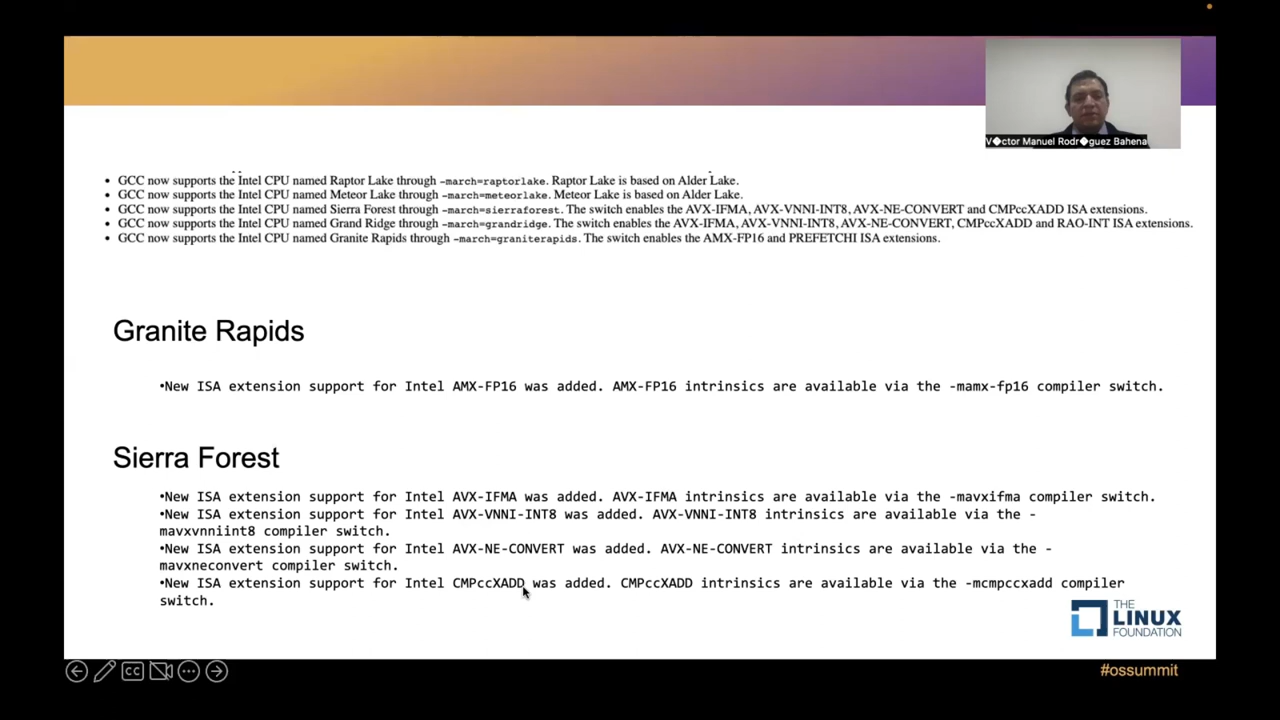 V�ctor Manuel Rodr�guez Bahena
• GCC now supports the Intel CPU named Raptor Lake through -march=raptorlake. Raptor Lake is based on Alder Lake.
• GCC now supports the Intel CPU named Meteor Lake through -march=meteorlake. Meteor Lake is based on Alder Lake.
• GCC now supports the Intel CPU named Sierra Forest through -march=sierraforest. The switch enables the AVX-IFMA, AVX-VNNI-INT8, AVX-NE-CONVERT and CMPccXADD ISA extensions.
• GCC now supports the Intel CPU named Grand Ridge through -march=grandridge. The switch enables the AVX-IFMA, AVX-VNNI-INT8, AVX-NE-CONVERT, CMPccXADD and RAO-INT ISA extensions.
• GCC now supports the Intel CPU named Granite Rapids through -march=graniterapids. The switch enables the AMX-FP16 and PREFETCHI ISA extensions.
Granite Rapids
•New ISA extension support for Intel AMX-FP16 was added. AMX-FP16 intrinsics are available via the -mamx-fp16 compiler switch.
Sierra Forest
•New ISA extension support for Intel AVX-IFMA was added. AVX-IFMA intrinsics are available via the -mavxifma compiler switch.
•New ISA extension support for Intel AVX-VNNI-INT8 was added. AVX-VNNI-INT8 intrinsics are available via the -
mavxvnniint8 compiler switch.
•New ISA extension support for Intel AVX-NE-CONVERT was added. AVX-NE-CONVERT intrinsics are available via the -
mavxneconvert compiler switch.
•New ISA extension support for Intel CMPccXADD was added. CMPccXADD intrinsics are available via the -mcmpccxadd compiler
switch.
THE
LINUX
FOUNDATION
CC
#ossummit